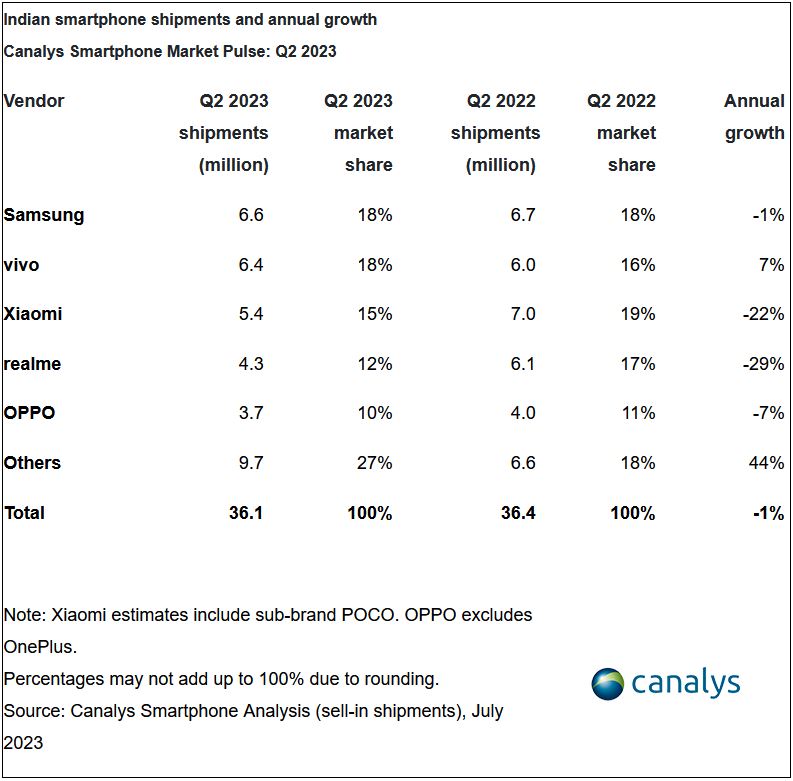 Indian smartphone shipments and annual growth
Canalys Smartphone Market Pulse: Q2 2023
Vendor Q2 2023 Q2 2023 Q2 2022 Q2 2022 Annual
shipments market shipments market growth
(million) share (million) share
Samsung 6.6 18% 6.7 18% -1%
vivo 6.4 18% 6.0 16% 7%
Xiaomi 5.4 15% 7.0 19% -22%
realme 4.3 12% 6.1 17% -29%
OPPO 3.7 10% 4.0 11% -7%
Others 9.7 27% 6.6 18% 44%
Total 36.1 100% 36.4 100% -1%
Note: Xiaomi estimates include sub-brand POCO. OPPO excludes
OnePlus.
Percentages may not add up to 100% due to rounding.
canalys
Source: Canalys Smartphone Analysis (sell-in shipments), July
2023